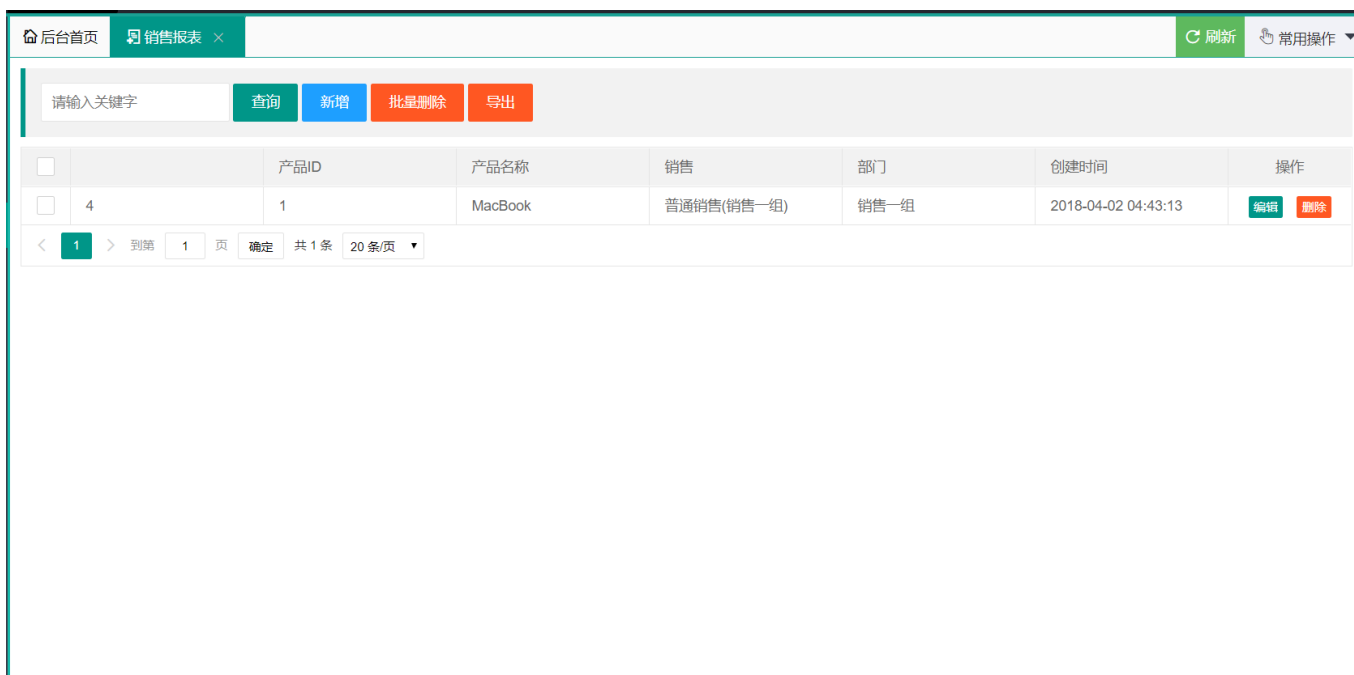 后台首页 销售报表 刷新 常用操作
请输入关键字 查询 新增 批量删除 导出
产品ID 产品名称 销售 部门 创建时间 操作
4 1 MacBook 普通销售(销售一组) 销售一组 2018-04-02 04:43:13 编辑 删除
1 到第 1 页 确定 共 1 条 20 条/页